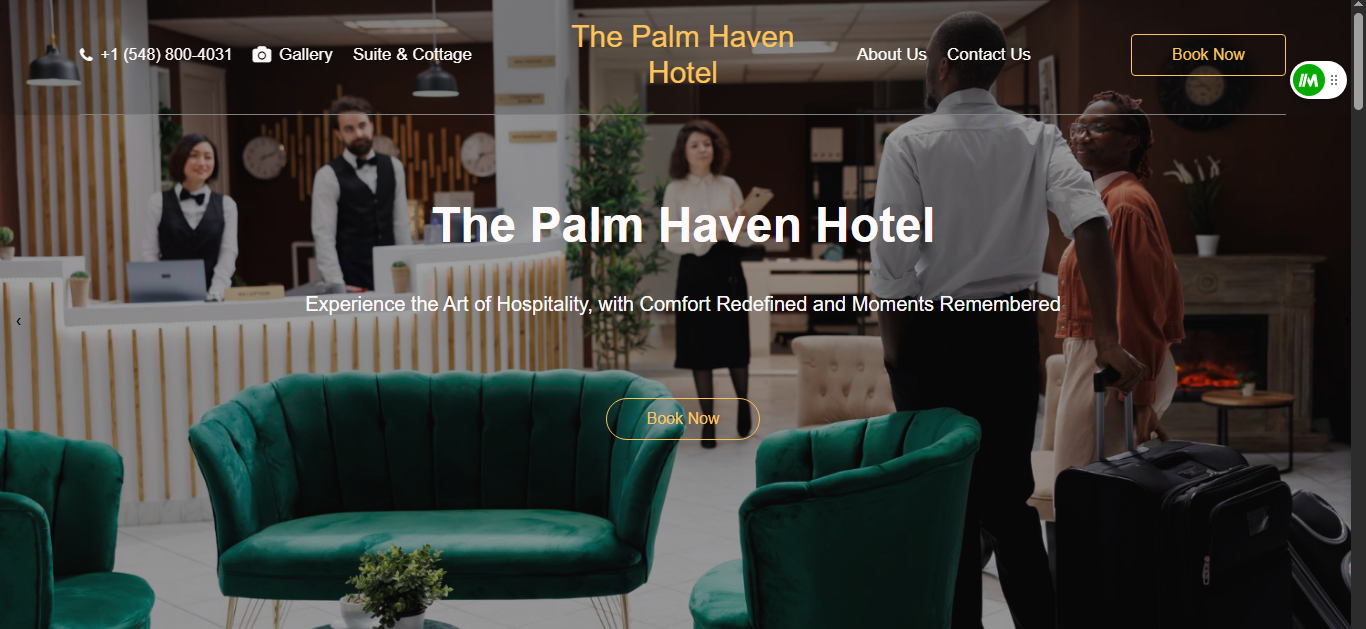 +1 (548) 800-4031
Gallery
Suite & Cottage
The Palm Haven
Hotel
About Us
Contact Us
Book Now
The Palm Haven Hotel
Experience the Art of Hospitality, with Comfort Redefined and Moments Remembered
Book Now